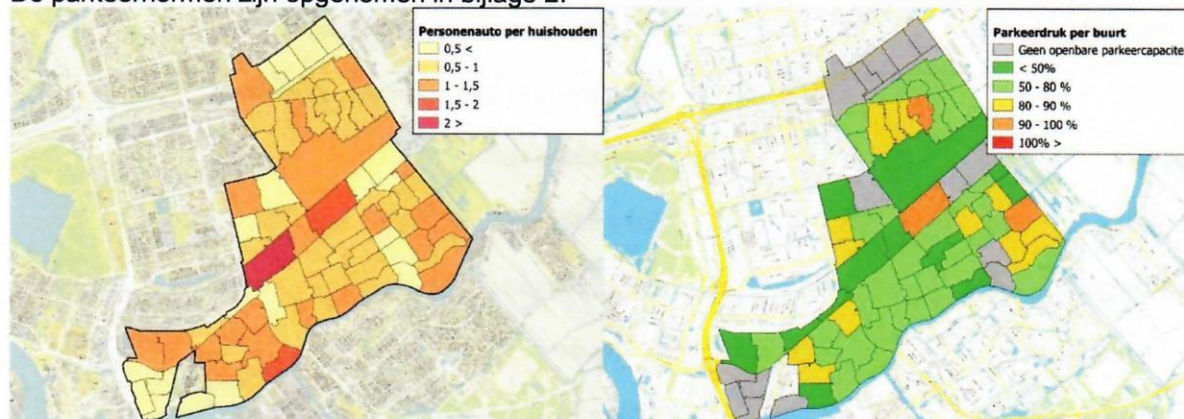 De parkeernormen zijn opgenomen in bijlage 2.
Personenauto per huishouden
0,5 <
0,5 - 1
1 - 1,5
1,5 - 2
2 >
Parkeerdruk per buurt
Geen openbare parkeercapacite
< 50%
50 - 80 %
80 - 90 %
90 - 100 %
100% >